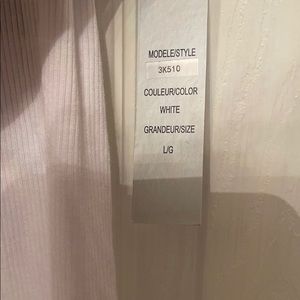 MODELE/STYLE
3K510
COULEUR/COLOR
WHITE
GRANDEUR/SIZE
L/G